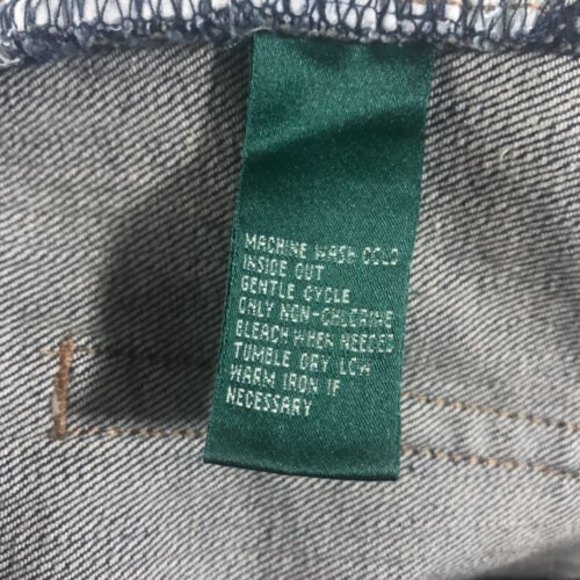 MACHINE WASH COLD
INSIDE OUT
GENTLE CYCLE
ONLY NON-CHLORINE
BLEACH WHEN NEEDED
TUMBLE DRY LOW
WARM IRON IF
NECESSARY